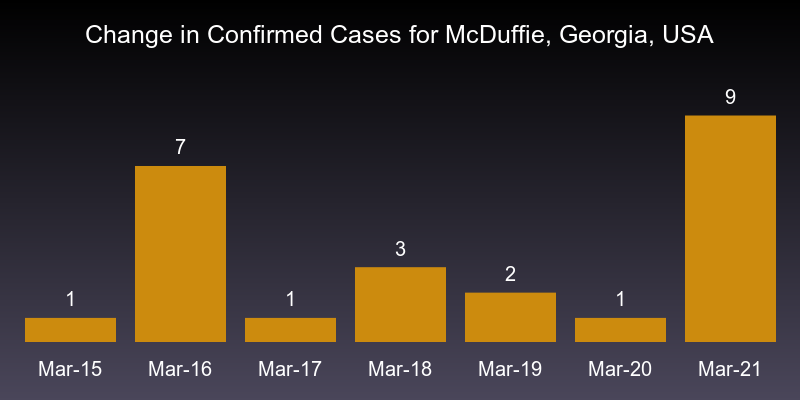 Change in Confirmed Cases for McDuffie, Georgia, USA
9
7
3
2
1 1 1
Mar-15 Mar-16 Mar-17 Mar-18 Mar-19 Mar-20 Mar-21